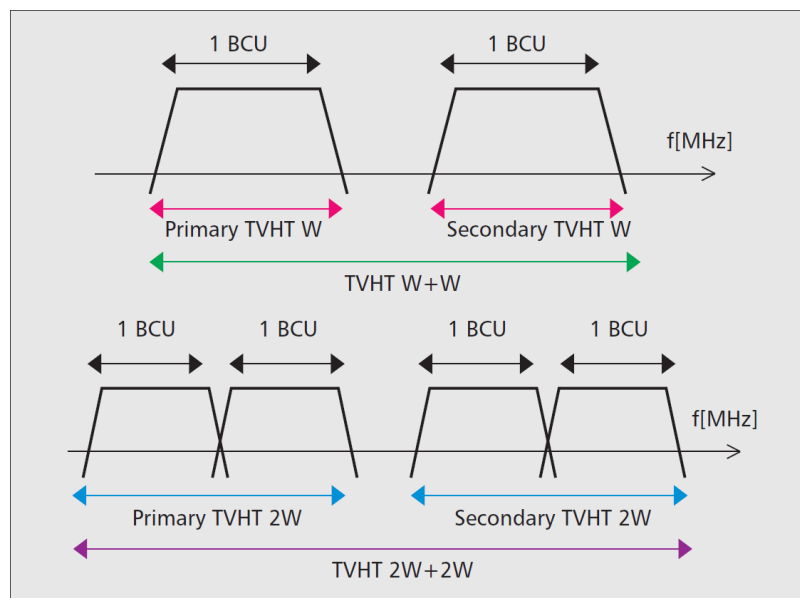 1 BCU 1 BCU
f[MHz]
Primary TVHT W Secondary TVHT W
TVHT W+W
1 BCU 1 BCU 1 BCU 1 BCU
f[MHz]
Primary TVHT 2W Secondary TVHT 2W
TVHT 2W+2W